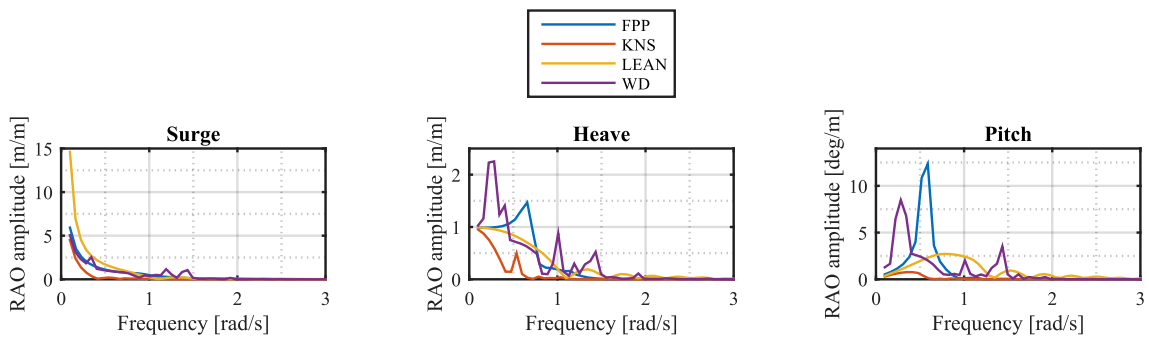 FPP
KNS
LEAN
WD
Surge
RAO amplitude [m/m]
15
10
5
0
0 1 2 3
Frequency [rad/s]
Heave
RAO amplitude [m/m]
2
1
0
0 1 2 3
Frequency [rad/s]
Pitch
RAO amplitude [deg/m]
10
5
0
0 1 2 3
Frequency [rad/s]